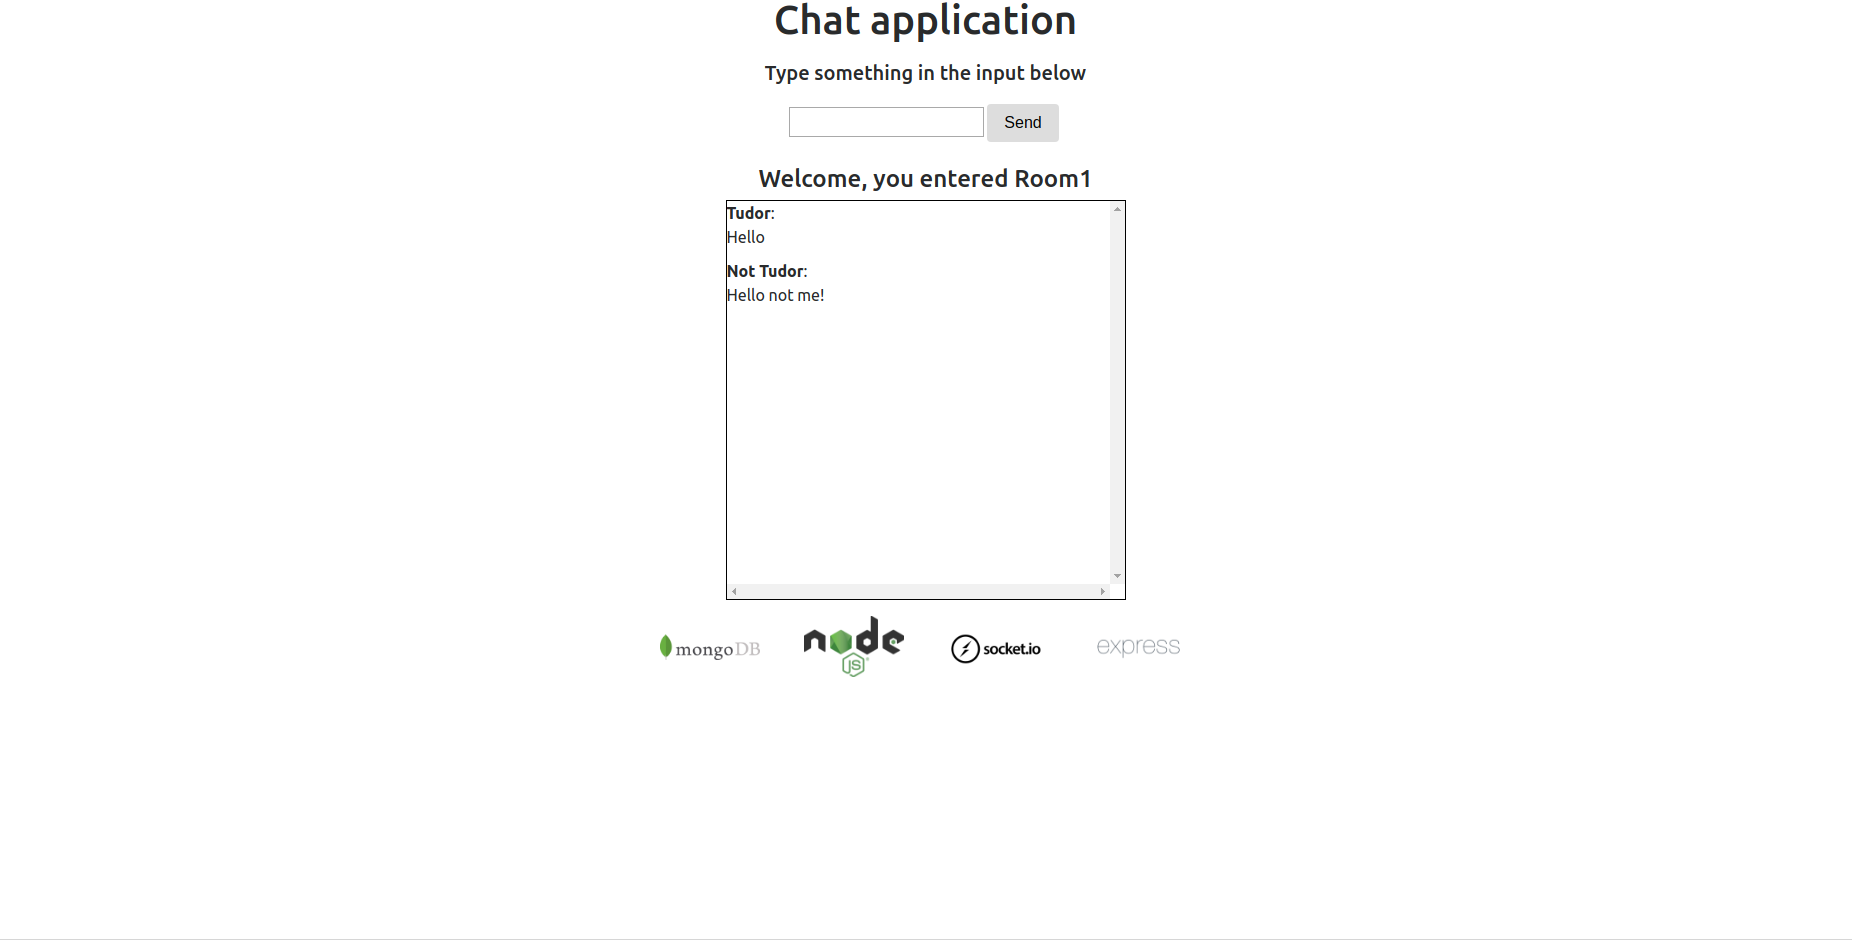 Chat application
Type something in the input below
Send
Welcome, you entered Room1
Tudor:
Hello
Not Tudor:
Hello not me!
mongoDB node JS socket.io express